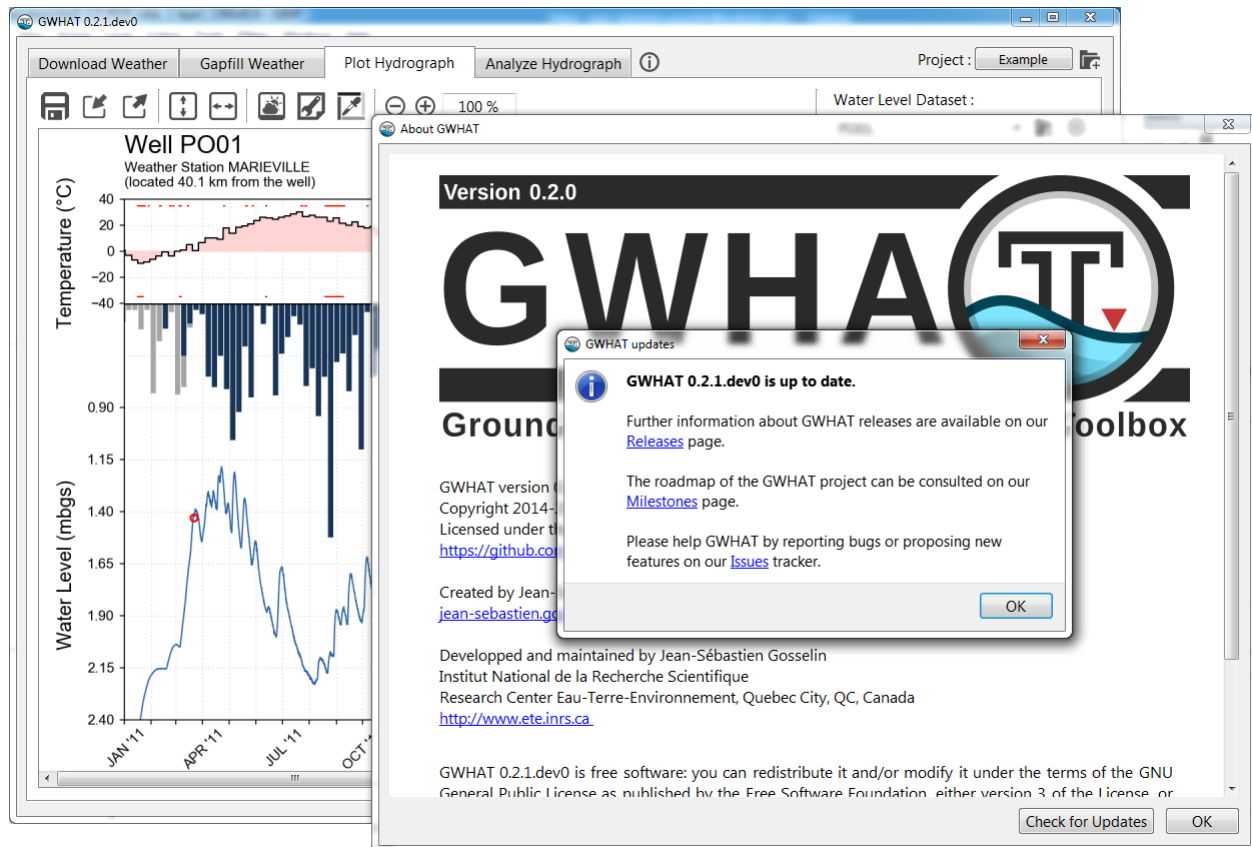 GWHAT 0.2.1.dev0
Download Weather
Gapfill Weather
Plot Hydrograph
Analyze Hydrograph
Project :
Example
100 %
Water Level Dataset :
Well PO01
Weather Station MARIEVILLE
(located 40.1 km from the well)
Temperature (°C)
40
20
0
−20
−40
0.90
1.15
1.40
1.65
1.90
2.15
2.40
Water Level (mbgs)
JAN '11
APR '11
JUL '11
OCT
About GWHAT
Version 0.2.0
GWHAT
Ground
oolbox
GWHAT version
Copyright 2014-
Licensed under
https://github.co
Created by Jean-
jean-sebastien.go
Developped and maintained by Jean-Sébastien Gosselin
Institut National de la Recherche Scientifique
Research Center Eau-Terre-Environnement, Quebec City, QC, Canada
http://www.ete.inrs.ca
GWHAT 0.2.1.dev0 is free software: you can redistribute it and/or modify it under the terms of the GNU
General Public License as published by the Free Software Foundation, either version 3 of the License, or
Check for Updates
OK
GWHAT updates
GWHAT 0.2.1.dev0 is up to date.
Further information about GWHAT releases are available on our
Releases page.
The roadmap of the GWHAT project can be consulted on our
Milestones page.
Please help GWHAT by reporting bugs or proposing new
features on our Issues tracker.
OK